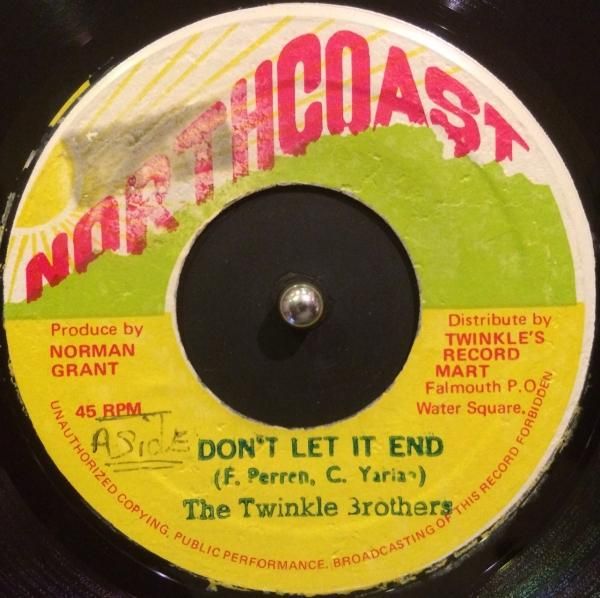 NORTHCOAST
Produce by
NORMAN
GRANT
Distribute by
TWINKLE'S
RECORD
MART
Falmouth P.O.
Water Square.
45 RPM
A SIDE
DON'T LET IT END
(F. Perren, C. Yarian)
The Twinkle Brothers
UNAUTHORIZED COPYING, PUBLIC PERFORMANCE, BROADCASTING OF THIS RECORD FORBIDDEN